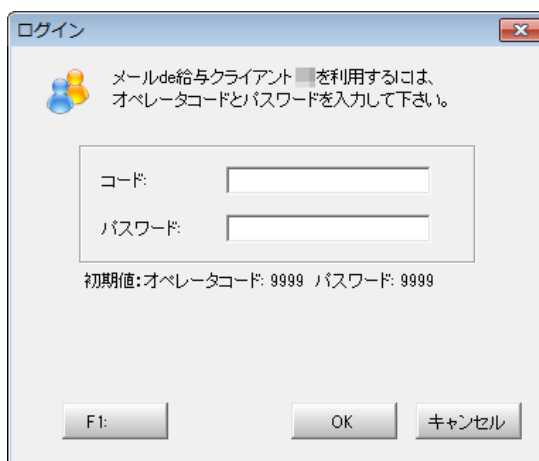 ログイン
メールde給与クライアント を利用するには、
オペレータコードとパスワードを入力して下さい。
コード:
パスワード:
初期値:オペレータコード: 9999 パスワード: 9999
F1:
OK
キャンセル